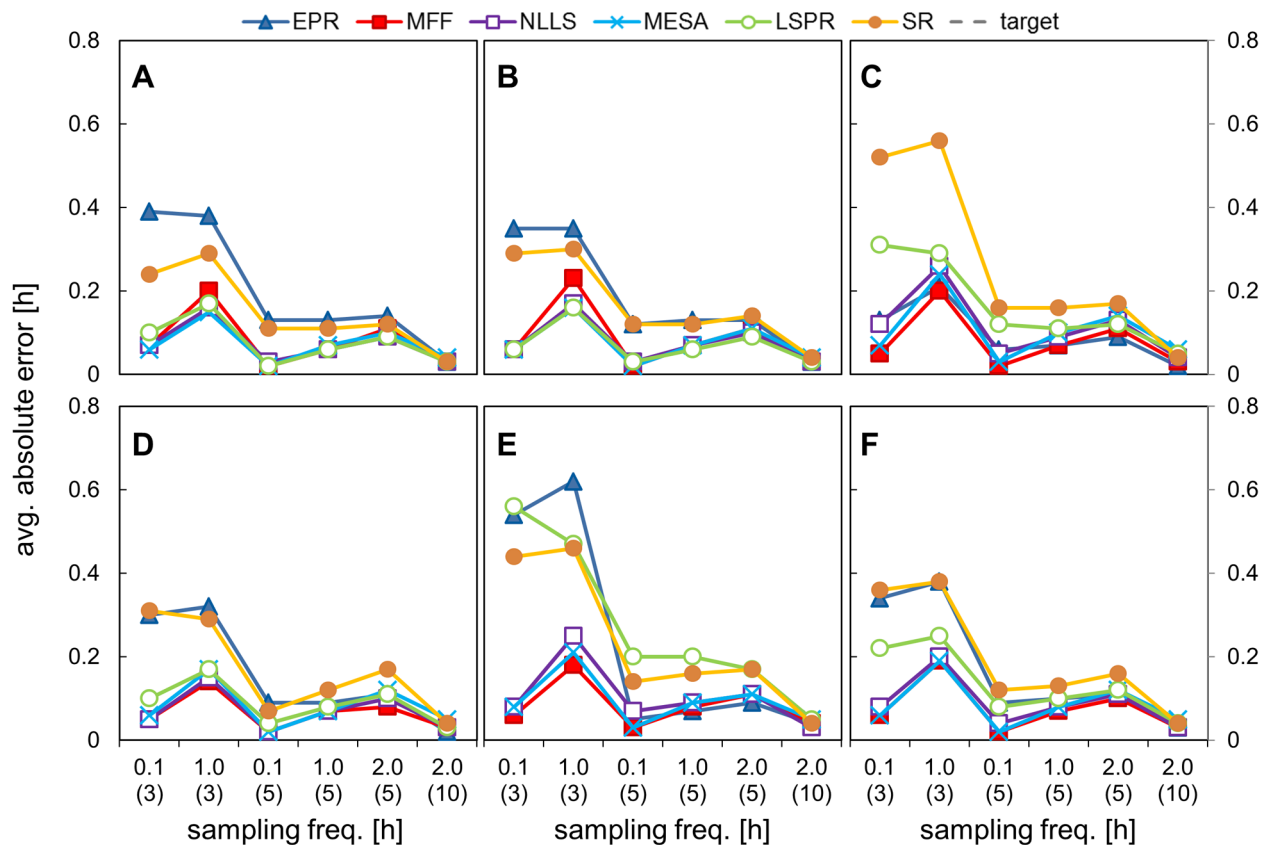 EPR MFF NLLS MESA LSPR SR target
avg. absolute error [h]
0.8 0.8
A B C
0.6 0.6
0.4 0.4
0.2 0.2
0 0
0.8 0.8
D E F
0.6 0.6
0.4 0.4
0.2 0.2
0 0
0.1 1.0 0.1 1.0 2.0 2.0 0.1 1.0 0.1 1.0 2.0 2.0 0.1 1.0 0.1 1.0 2.0 2.0
(3) (3) (5) (5) (5) (10) (3) (3) (5) (5) (5) (10) (3) (3) (5) (5) (5) (10)
sampling freq. [h] sampling freq. [h] sampling freq. [h]